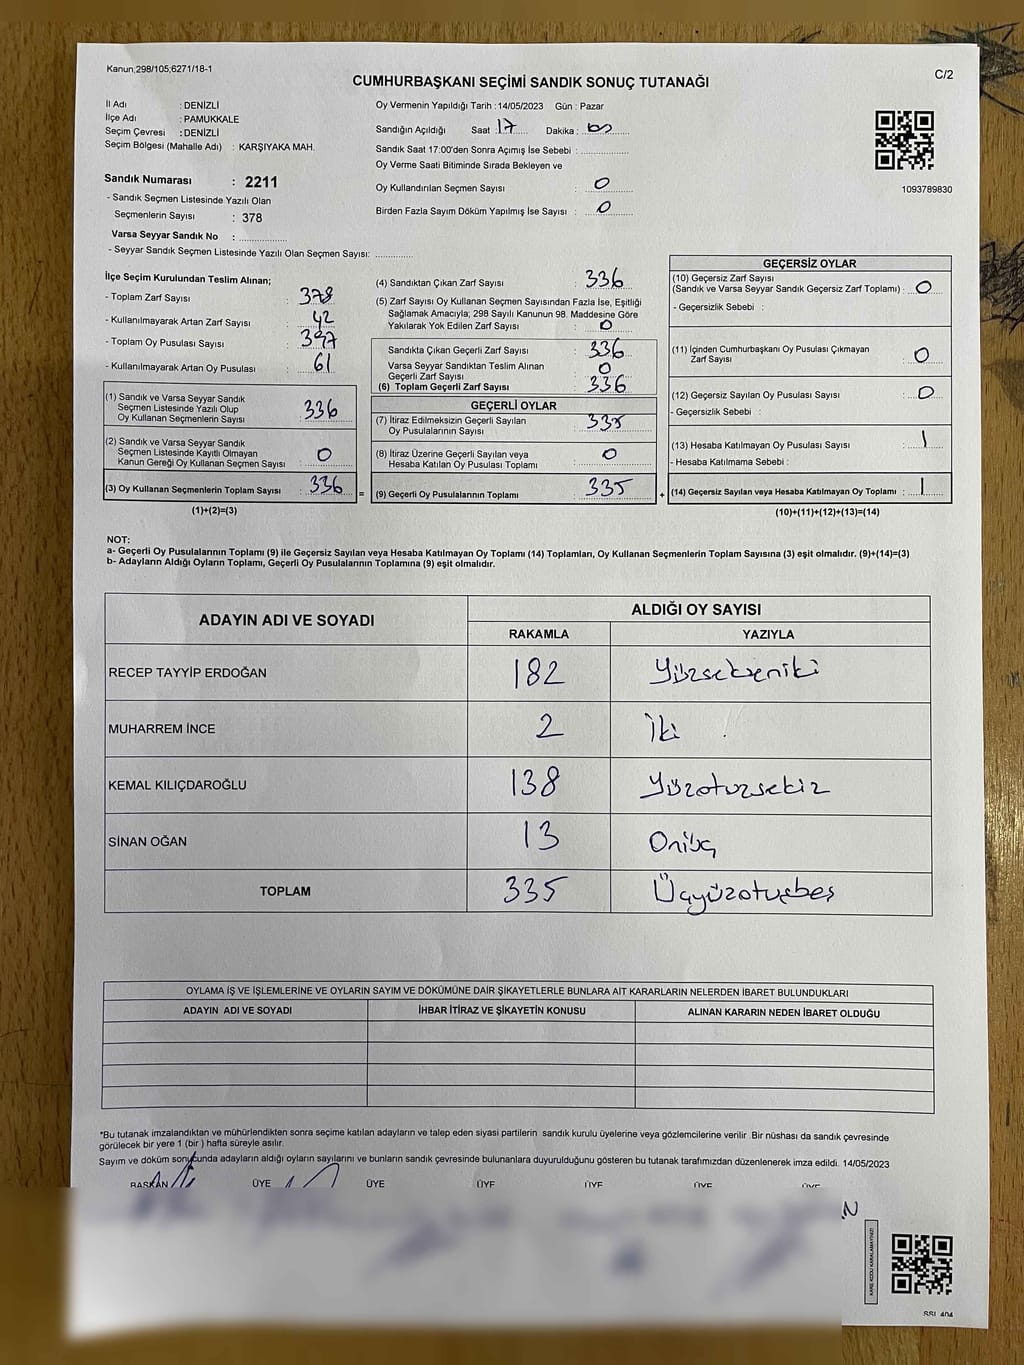 Kanun;298/105;6271/18-1
C/2
CUMHURBAŞKANI SEÇİMİ SANDIK SONUÇ TUTANAĞI
İl Adı : DENİZLİ
İlçe Adı : PAMUKKALE
Seçim Çevresi : DENİZLİ
Seçim Bölgesi (Mahalle Adı) : KARŞIYAKA MAH.
Sandık Numarası : 2211
- Sandık Seçmen Listesinde Yazılı Olan
Seçmenlerin Sayısı : 378
Varsa Seyyar Sandık No :
- Seyyar Sandık Seçmen Listesinde Yazılı Olan Seçmen Sayısı:
Oy Vermenin Yapıldığı Tarih : 14/05/2023 Gün : Pazar
Sandığın Açıldığı Saat : 17 Dakika :
Sandık Saat 17:00'den Sonra Açımış İse Sebebi :
Oy Verme Saati Bitiminde Sırada Bekleyen ve
Oy Kullandırılan Seçmen Sayısı : 0
Birden Fazla Sayım Döküm Yapılmış İse Sayısı : 0
1093789830
İlçe Seçim Kurulundan Teslim Alınan;
- Toplam Zarf Sayısı : 378
- Kullanılmayarak Artan Zarf Sayısı : 42
- Toplam Oy Pusulası Sayısı : 397
- Kullanılmayarak Artan Oy Pusulası : 61
(1) Sandık ve Varsa Seyyar Sandık
Seçmen Listesinde Yazılı Olup
Oy Kullanan Seçmenlerin Sayısı : 336
(2) Sandık ve Varsa Seyyar Sandık
Seçmen Listesinde Kayıtlı Olmayan
Kanun Gereği Oy Kullanan Seçmen Sayısı : 0
(3) Oy Kullanan Seçmenlerin Toplam Sayısı : 336
(1)+(2)=(3)
(4) Sandıktan Çıkan Zarf Sayısı : 336
(5) Zarf Sayısı Oy Kullanan Seçmen Sayısından Fazla İse, Eşitliği
Sağlamak Amacıyla; 298 Sayılı Kanunun 98. Maddesine Göre
Yakılarak Yok Edilen Zarf Sayısı : 0
Sandıkta Çıkan Geçerli Zarf Sayısı : 336
Varsa Seyyar Sandıktan Teslim Alınan
Geçerli Zarf Sayısı : 0
(6) Toplam Geçerli Zarf Sayısı : 336
GEÇERLİ OYLAR
(7) İtiraz Edilmeksizin Geçerli Sayılan
Oy Pusulalarının Sayısı : 335
(8) İtiraz Üzerine Geçerli Sayılan veya
Hesaba Katılan Oy Pusulası Toplamı : 0
= (9) Geçerli Oy Pusulalarının Toplamı : 335 +
GEÇERSİZ OYLAR
(10) Geçersiz Zarf Sayısı
(Sandık ve Varsa Seyyar Sandık Geçersiz Zarf Toplamı) : 0
- Geçersizlik Sebebi :
(11) İçinden Cumhurbaşkanı Oy Pusulası Çıkmayan
Zarf Sayısı : 0
(12) Geçersiz Sayılan Oy Pusulası Sayısı : 0
- Geçersizlik Sebebi :
(13) Hesaba Katılmayan Oy Pusulası Sayısı : 1
- Hesaba Katılmama Sebebi :
(14) Geçersiz Sayılan veya Hesaba Katılmayan Oy Toplamı : 1
(10)+(11)+(12)+(13)=(14)
NOT:
a- Geçerli Oy Pusulalarının Toplamı (9) ile Geçersiz Sayılan veya Hesaba Katılmayan Oy Toplamı (14) Toplamları, Oy Kullanan Seçmenlerin Toplam Sayısına (3) eşit olmalıdır. (9)+(14)=(3)
b- Adayların Aldığı Oyların Toplamı, Geçerli Oy Pusulalarının Toplamına (9) eşit olmalıdır.
ADAYIN ADI VE SOYADI
ALDIĞI OY SAYISI
RAKAMLA YAZIYLA
RECEP TAYYİP ERDOĞAN 182 Yüzsekseniki
MUHARREM İNCE 2 İki
KEMAL KILIÇDAROĞLU 138 Yüzotuzsekiz
SİNAN OĞAN 13 Onüç
TOPLAM 335 Üçyüzotuzbeş
OYLAMA İŞ VE İŞLEMLERİNE VE OYLARIN SAYIM VE DÖKÜMÜNE DAİR ŞİKAYETLERLE BUNLARA AİT KARARLARIN NELERDEN İBARET BULUNDUKLARI
ADAYIN ADI VE SOYADI İHBAR İTİRAZ VE ŞİKAYETİN KONUSU ALINAN KARARIN NEDEN İBARET OLDUĞU
*Bu tutanak imzalandıktan ve mühürlendikten sonra seçime katılan adayların ve talep eden siyasi partilerin sandık kurulu üyelerine veya gözlemcilerine verilir. Bir nüshası da sandık çevresinde
görülecek bir yere 1 (bir ) hafta süreyle asılır.
Sayım ve döküm sonucunda adayların aldığı oyların sayılarını ve bunların sandık çevresinde bulunanlara duyurulduğunu gösteren bu tutanak tarafımızdan düzenlenerek imza edildi. 14/05/2023
BAŞKAN ÜYE ÜYE ÜYE ÜYE ÜYE ÜYE
KARE KODU KARALAMAYINIZ!